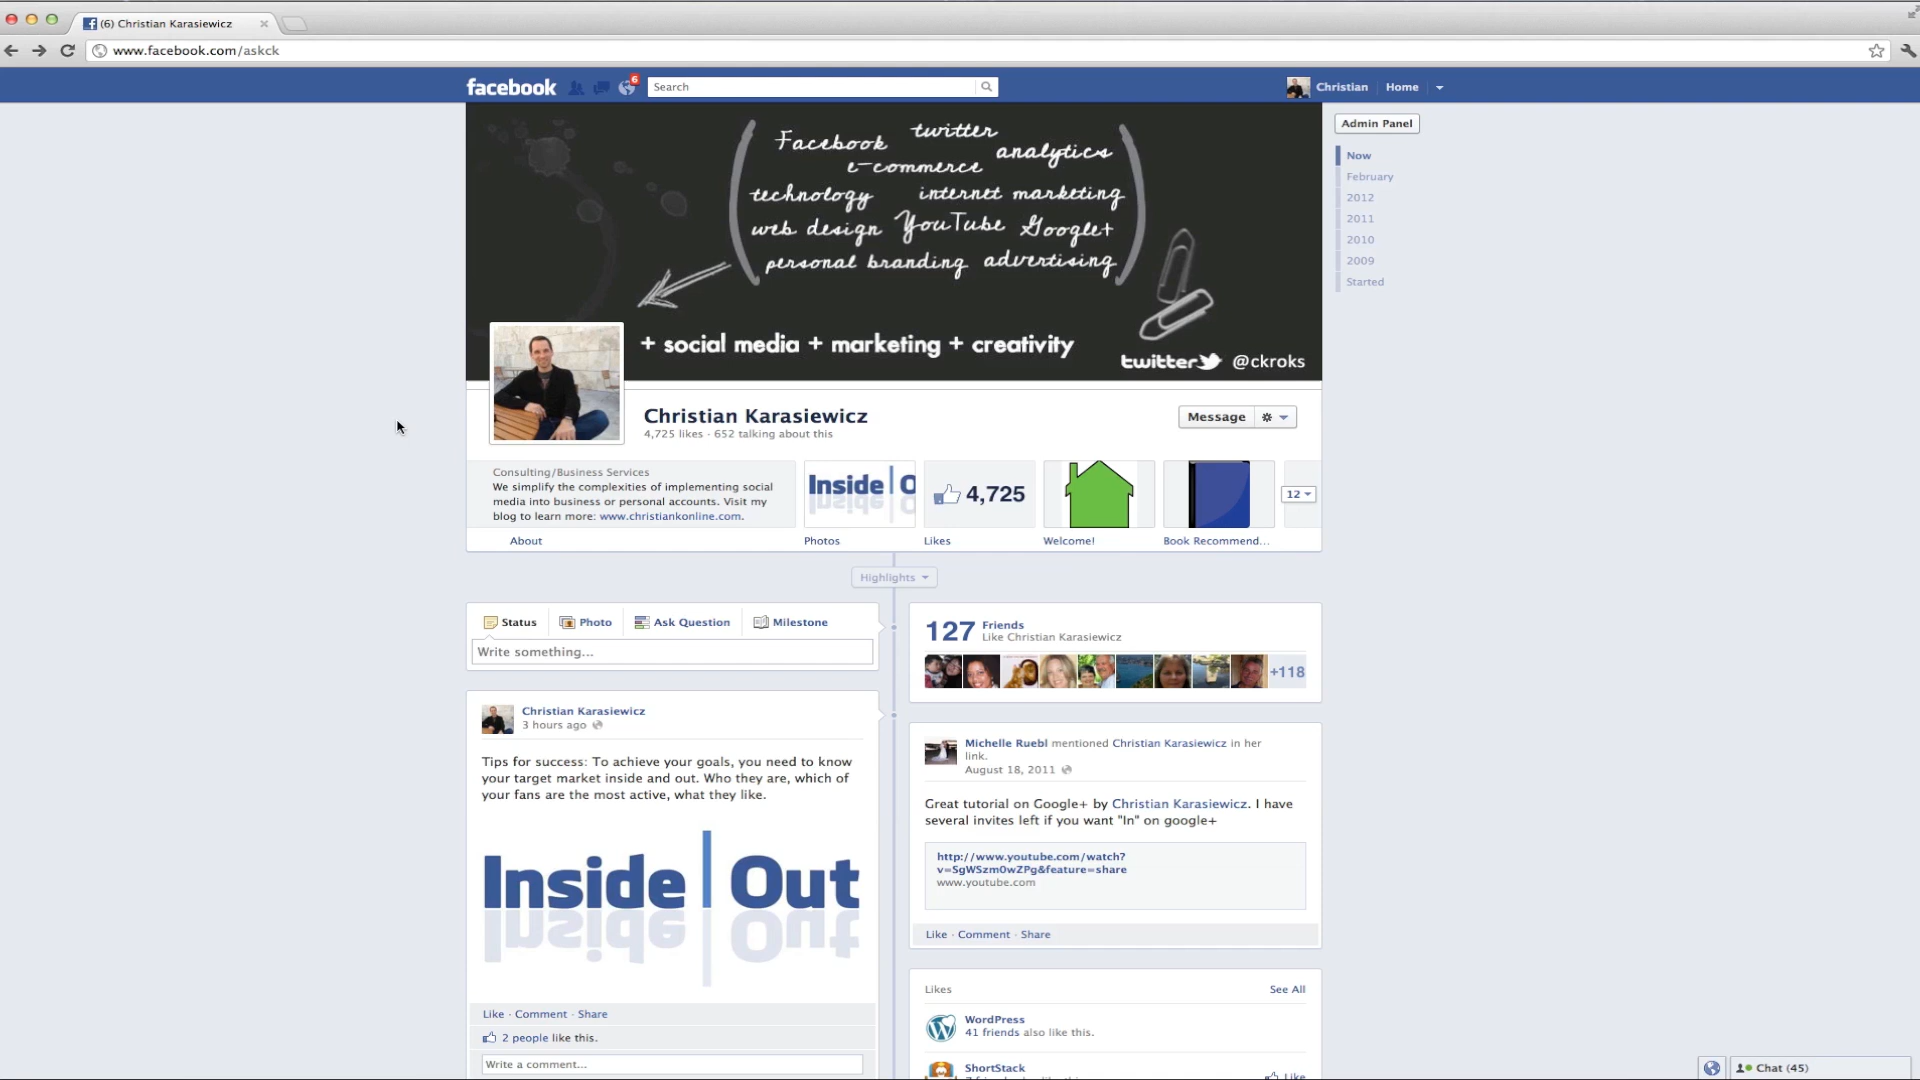 (6) Christian Karasiewicz
www.facebook.com/askck
facebook
6
Search
Christian
Home
Admin Panel
Now
February
2012
2011
2010
2009
Started
Facebook
twitter
e-commerce
analytics
technology
internet marketing
web design
YouTube
Google+
personal branding
advertising
+ social media + marketing + creativity
twitter @ckroks
Christian Karasiewicz
4,725 likes · 652 talking about this
Message
Consulting/Business Services
We simplify the complexities of implementing social
media into business or personal accounts. Visit my
blog to learn more: www.christiankonline.com.
About
Inside O
Photos
4,725
Likes
Welcome!
Book Recommend...
12
Highlights
Status
Photo
Ask Question
Milestone
Write something...
Christian Karasiewicz
3 hours ago
Tips for success: To achieve your goals, you need to know
your target market inside and out. Who they are, which of
your fans are the most active, what they like.
Inside | Out
Like · Comment · Share
2 people like this.
Write a comment...
127
Friends
Like Christian Karasiewicz
+118
Michelle Ruebl mentioned Christian Karasiewicz in her
link.
August 18, 2011
Great tutorial on Google+ by Christian Karasiewicz. I have
several invites left if you want "In" on google+
http://www.youtube.com/watch?
v=SgWSzm0wZPg&feature=share
www.youtube.com
Like · Comment · Share
Likes
See All
WordPress
41 friends also like this.
ShortStack
Like
Chat (45)